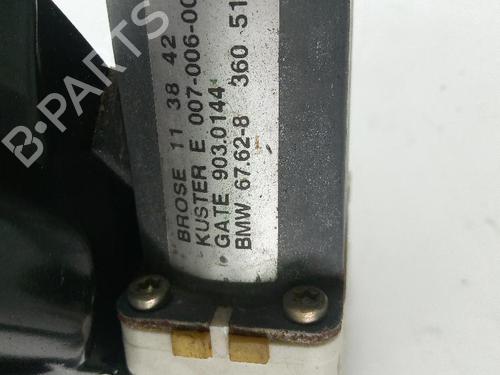 BROSE 11 38 42
KUSTER E 007-006-00
GATE 903.0144
BMW 67.62-8 360 51
B-PARTS